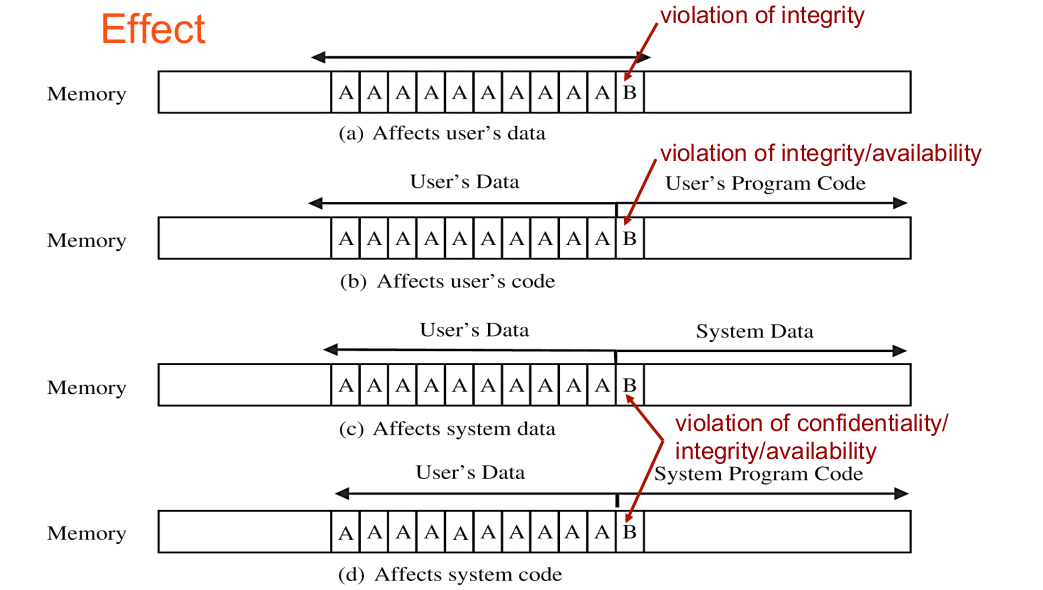 Effect
violation of integrity
Memory A A A A A A A A A A B
(a) Affects user's data
violation of integrity/availability
User's Data User's Program Code
Memory A A A A A A A A A A B
(b) Affects user's code
User's Data System Data
Memory A A A A A A A A A A B
(c) Affects system data
violation of confidentiality/
integrity/availability
User's Data System Program Code
Memory A A A A A A A A A A B
(d) Affects system code